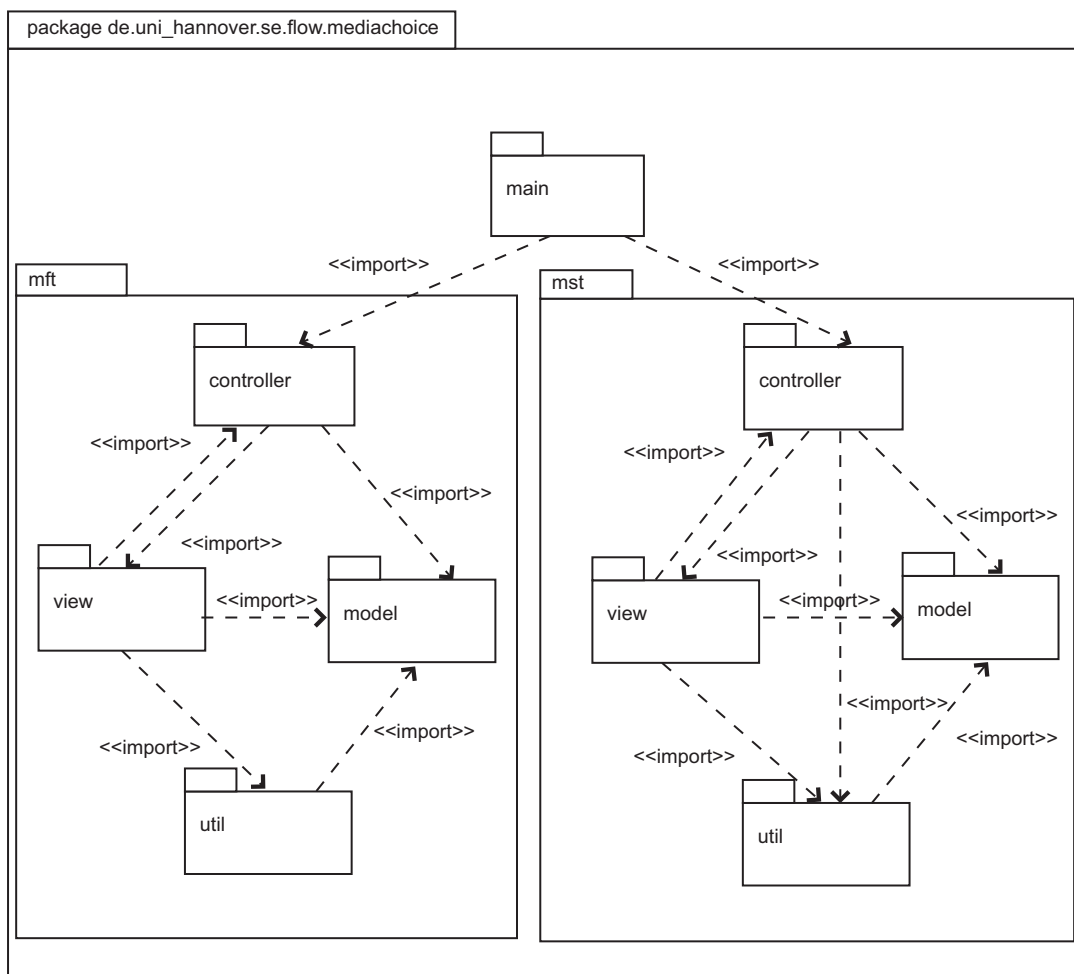 package de.uni_hannover.se.flow.mediachoice
main
<<import>>
<<import>>
mft
mst
controller
controller
<<import>>
<<import>>
<<import>>
<<import>>
<<import>>
<<import>>
view
<<import>>
model
view
<<import>>
model
<<import>>
<<import>>
<<import>>
<<import>>
<<import>>
util
util